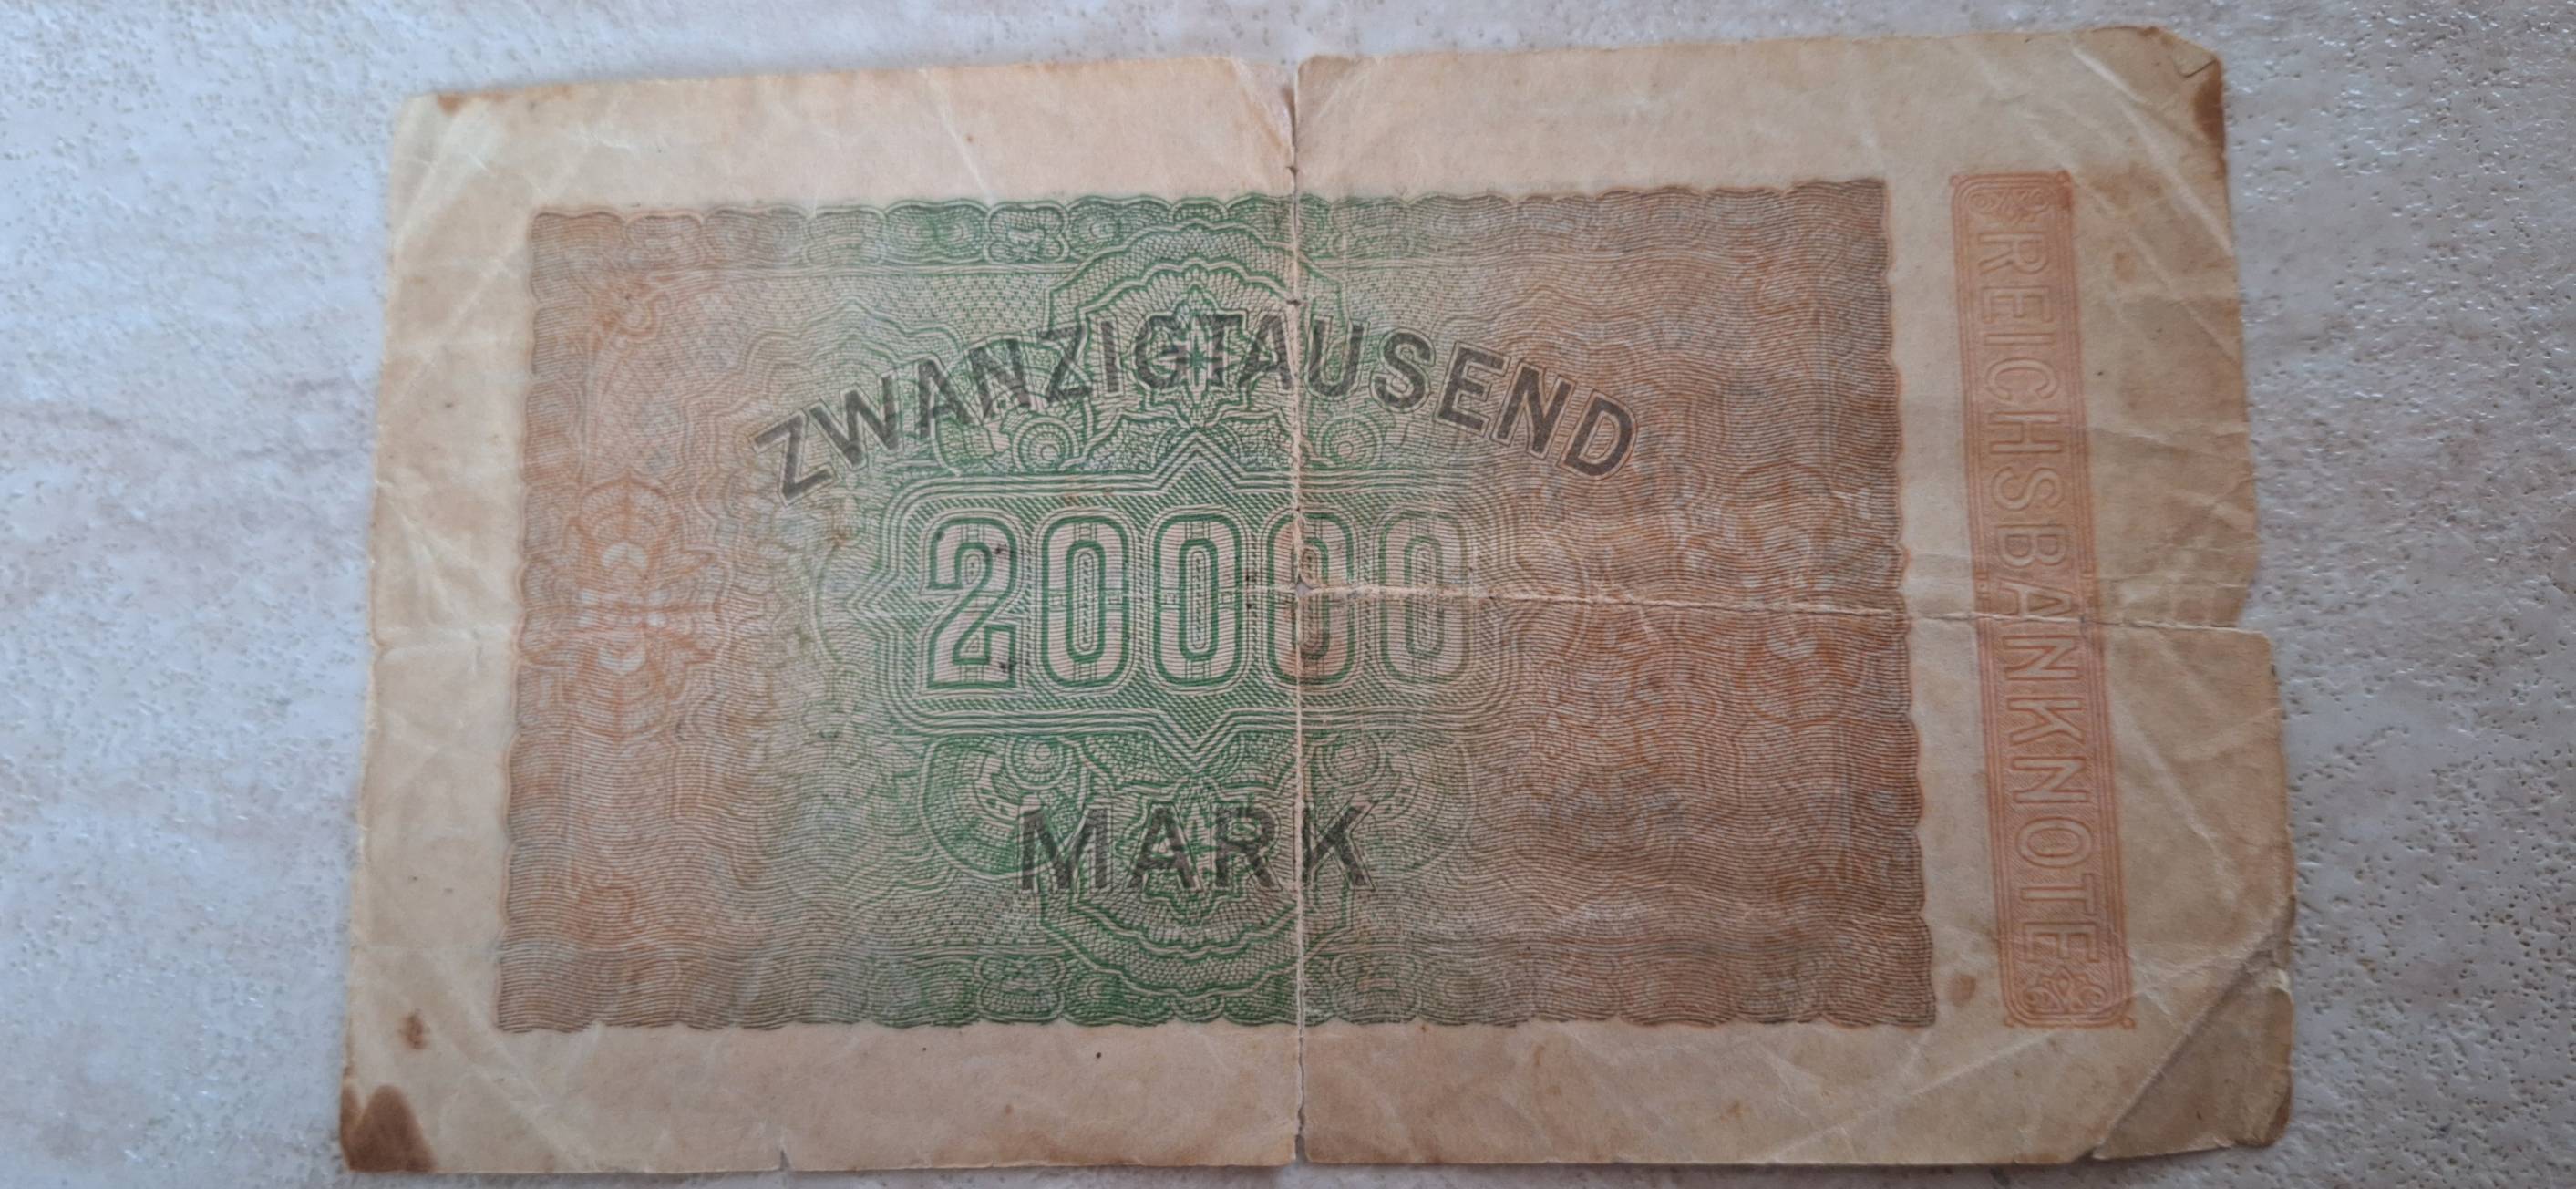 ZWANZIGTAUSEND
20000
MARK
REICHSBANKNOTE